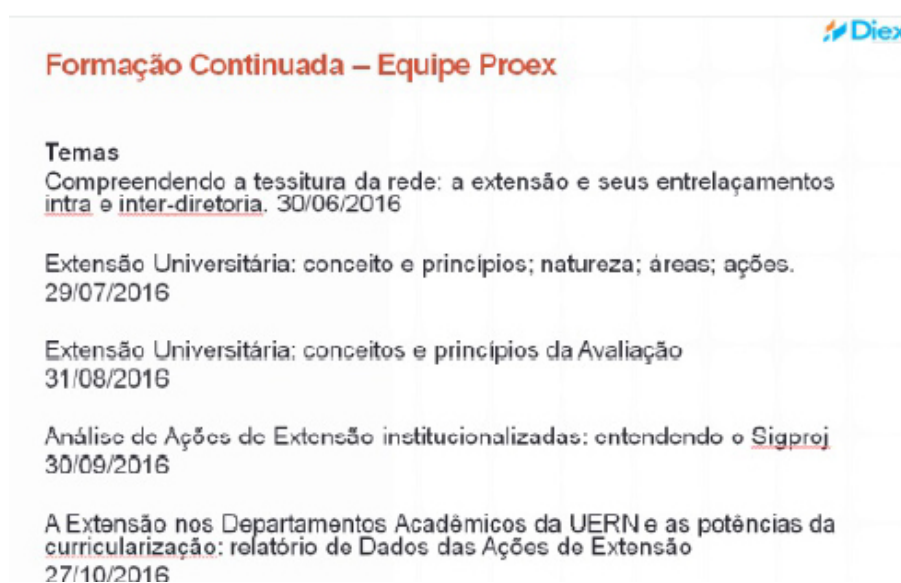 Diex
Formação Continuada – Equipe Proex
Temas
Compreendendo a tessitura da rede: a extensão e seus entrelaçamentos
intra e inter-diretoria. 30/06/2016
Extensão Universitária: conceito e princípios; natureza; áreas; ações.
29/07/2016
Extensão Universitária: conceitos e princípios da Avaliação
31/08/2016
Análise de Ações de Extensão institucionalizadas: entendendo o Sigproj
30/09/2016
A Extensão nos Departamentos Acadêmicos da UERN e as potências da
curricularização: relatório de Dados das Ações de Extensão
27/10/2016